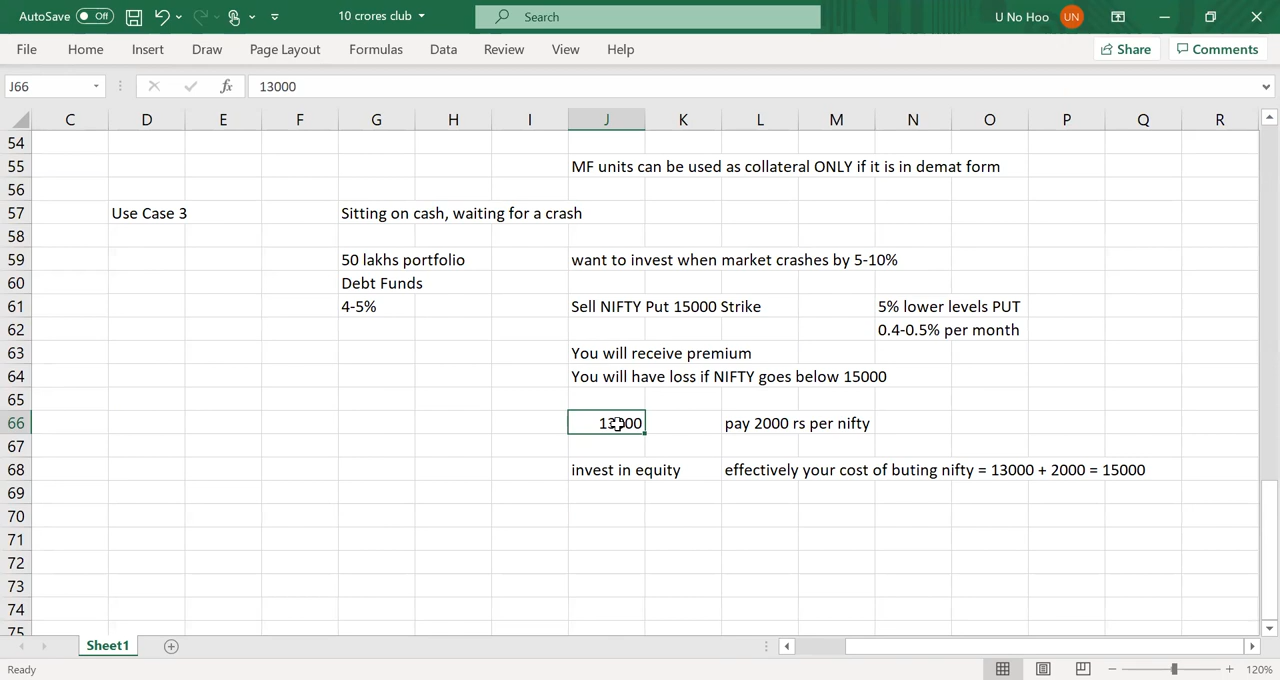 AutoSave Off 10 crores club Search U No Hoo UN
File Home Insert Draw Page Layout Formulas Data Review View Help Share Comments
J66 fx 13000
C D E F G H I J K L M N O P Q R
54
55 MF units can be used as collateral ONLY if it is in demat form
56
57 Use Case 3 Sitting on cash, waiting for a crash
58
59 50 lakhs portfolio want to invest when market crashes by 5-10%
60 Debt Funds
61 4-5% Sell NIFTY Put 15000 Strike 5% lower levels PUT
62 0.4-0.5% per month
63 You will receive premium
64 You will have loss if NIFTY goes below 15000
65
66 13000 pay 2000 rs per nifty
67
68 invest in equity effectively your cost of buting nifty = 13000 + 2000 = 15000
69
70
71
72
73
74
75
Sheet1
Ready 120%